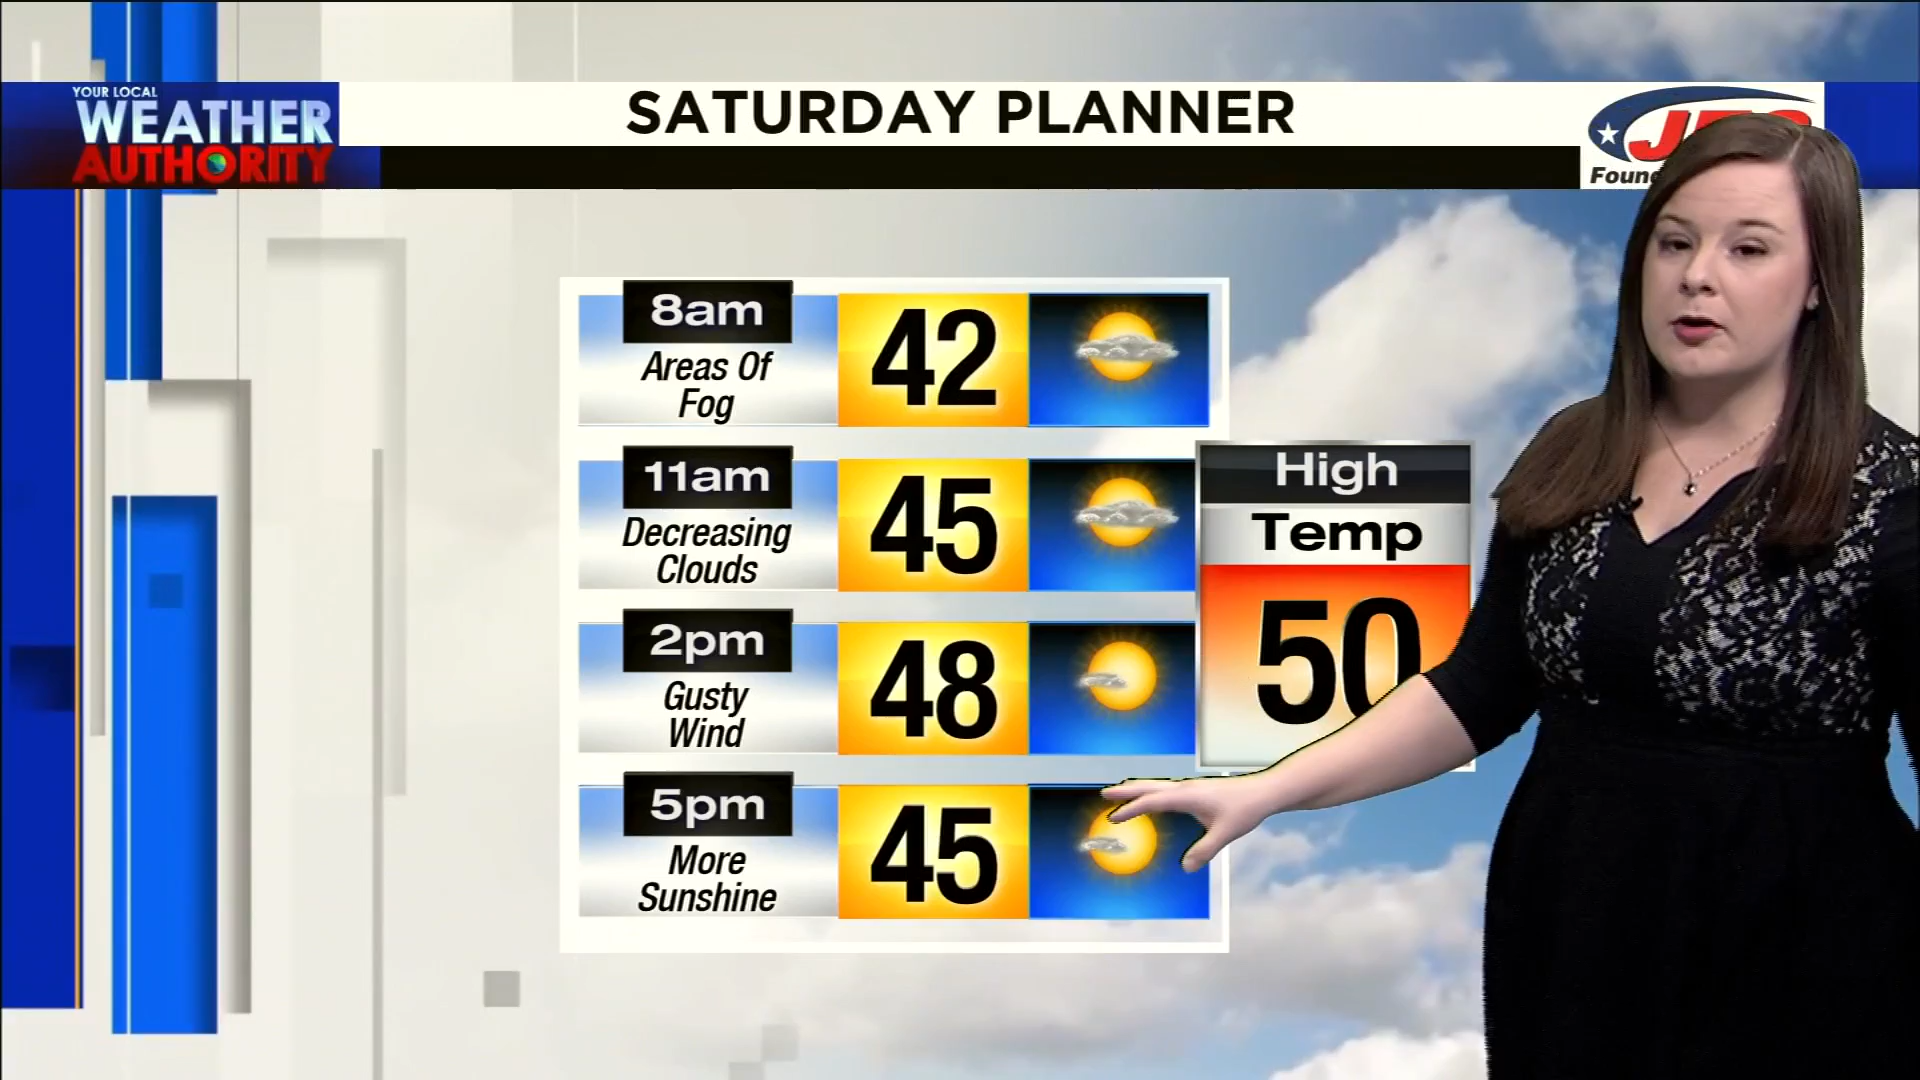 YOUR LOCAL
WEATHER
AUTHORITY
SATURDAY PLANNER
8am
Areas Of
Fog
42
11am
Decreasing
Clouds
45
2pm
Gusty
Wind
48
5pm
More
Sunshine
45
High
Temp
50